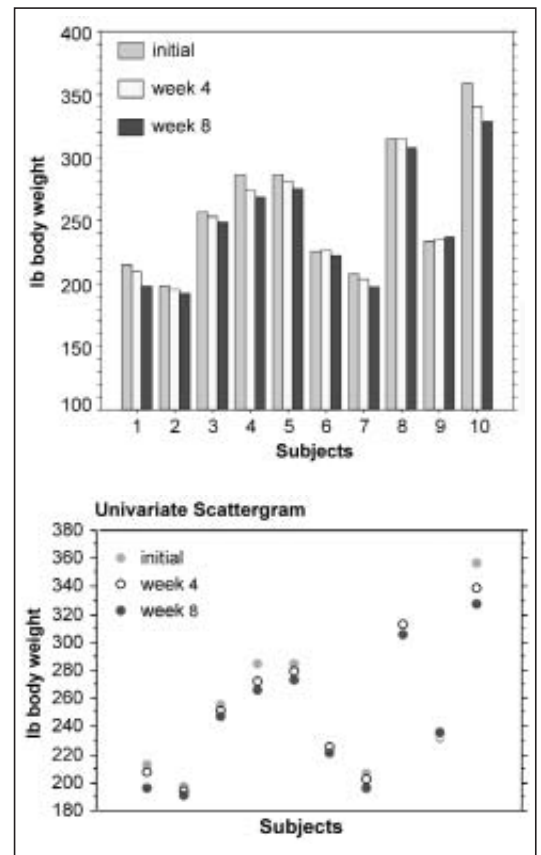 400
initial
week 4
350
week 8
300
250
200
150
100
lb body weight
1 2 3 4 5 6 7 8 9 10
Subjects
Univariate Scattergram
380
initial
360
week 4
340
week 8
320
300
280
260
240
220
200
180
lb body weight
Subjects